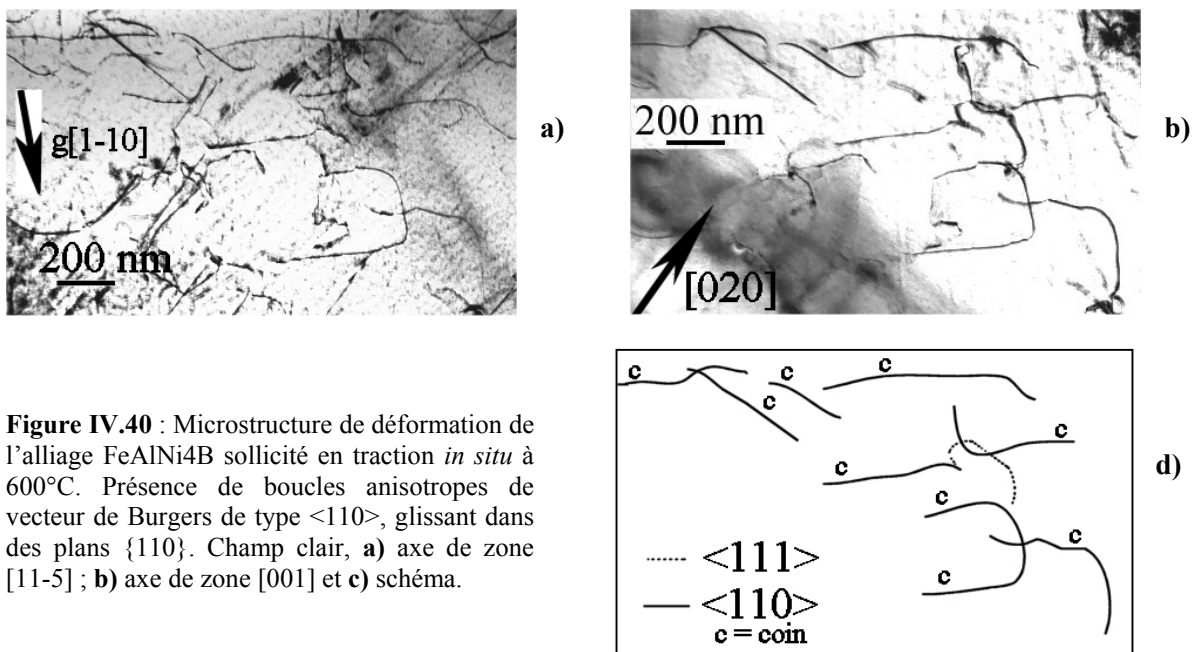 g[1-10]
200 nm
a)
200 nm
[020]
b)
Figure IV.40 : Microstructure de déformation de
l'alliage FeAlNi4B sollicité en traction in situ à
600°C. Présence de boucles anisotropes de
vecteur de Burgers de type <110>, glissant dans
des plans {110}. Champ clair, a) axe de zone
[11-5] ; b) axe de zone [001] et c) schéma.
c
c
c
c
c
c
c
c
c
d)
<111>
<110>
c = coin